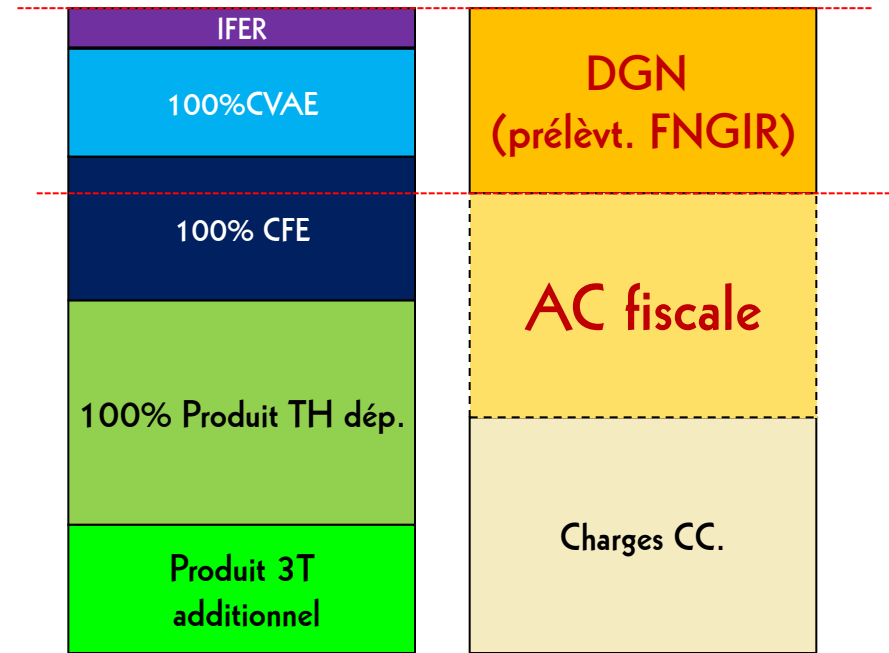 IFER
100%CVAE
100% CFE
100% Produit TH dép.
Produit 3T
additionnel
DGN
(prélèvt. FNGIR)
AC fiscale
Charges CC.